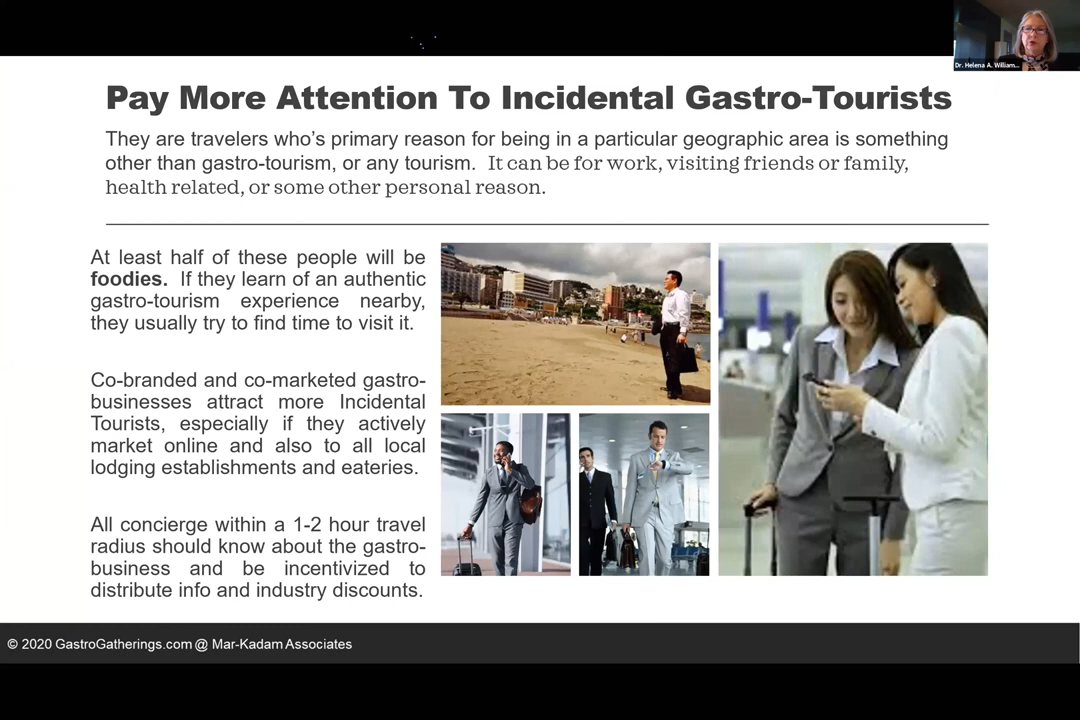 Dr. Helena A. William...
Pay More Attention To Incidental Gastro-Tourists
They are travelers who's primary reason for being in a particular geographic area is something
other than gastro-tourism, or any tourism. It can be for work, visiting friends or family,
health related, or some other personal reason.
At least half of these people will be
foodies. If they learn of an authentic
gastro-tourism experience nearby,
they usually try to find time to visit it.
Co-branded and co-marketed gastro-
businesses attract more Incidental
Tourists, especially if they actively
market online and also to all local
lodging establishments and eateries.
All concierge within a 1-2 hour travel
radius should know about the gastro-
business and be incentivized to
distribute info and industry discounts.
© 2020 GastroGatherings.com @ Mar-Kadam Associates